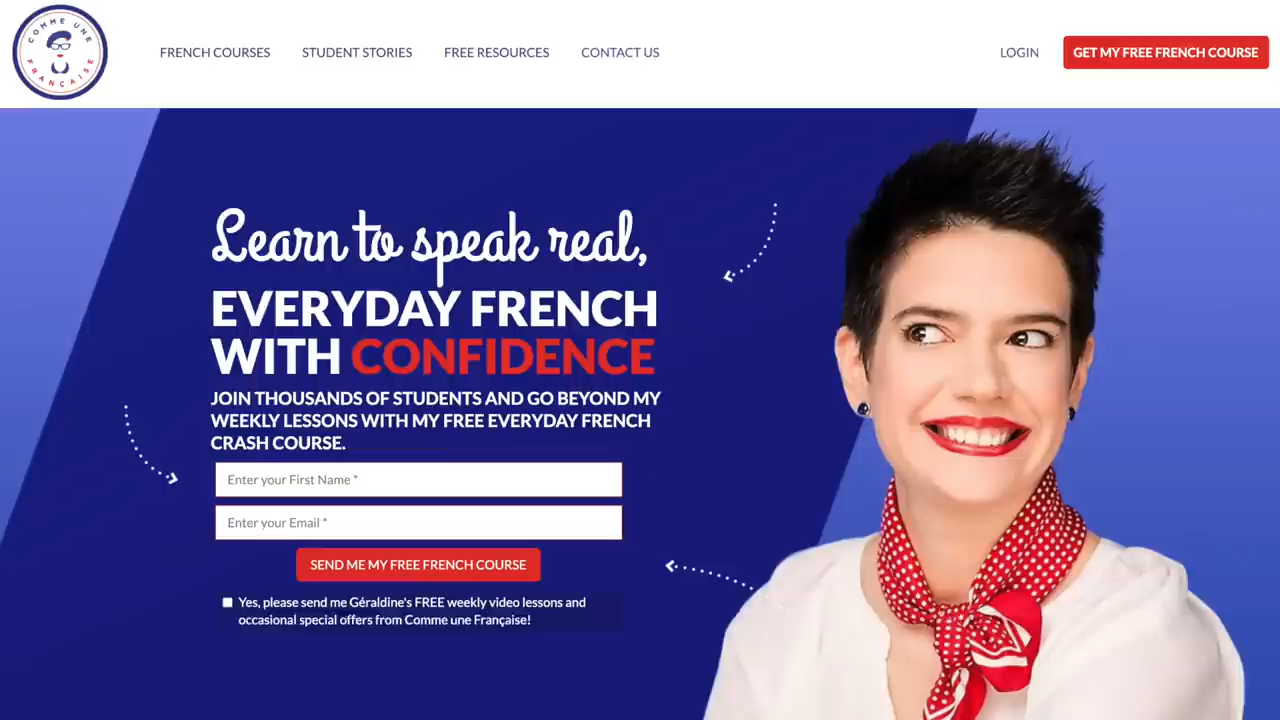 COMME UNE
FRANÇAISE
FRENCH COURSES
STUDENT STORIES
FREE RESOURCES
CONTACT US
LOGIN
GET MY FREE FRENCH COURSE
Learn to speak real,
EVERYDAY FRENCH
WITH CONFIDENCE
JOIN THOUSANDS OF STUDENTS AND GO BEYOND MY
WEEKLY LESSONS WITH MY FREE EVERYDAY FRENCH
CRASH COURSE.
Enter your First Name *
Enter your Email *
SEND ME MY FREE FRENCH COURSE
Yes, please send me Géraldine's FREE weekly video lessons and
occasional special offers from Comme une Française!